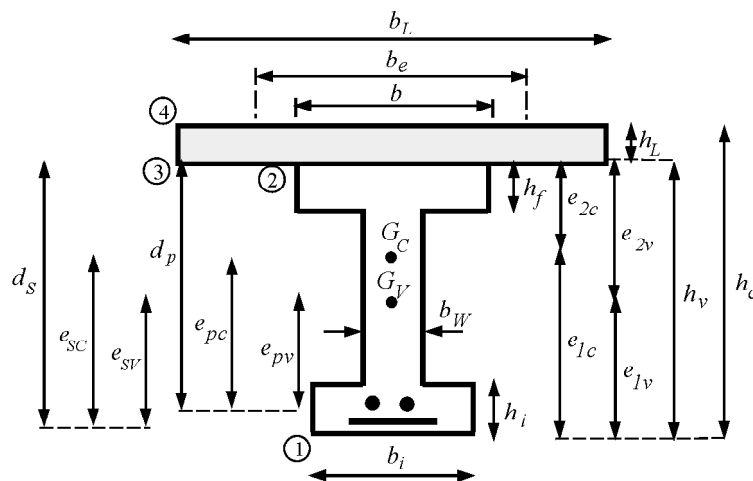 b_L
b_e
b
4
3
2
h_L
h_f
e_2c
e_2v
d_p
d_S
G_C
G_V
e_SC
e_SV
e_pc
e_pv
b_W
e_1c
e_1v
h_v
h_c
h_i
1
b_i